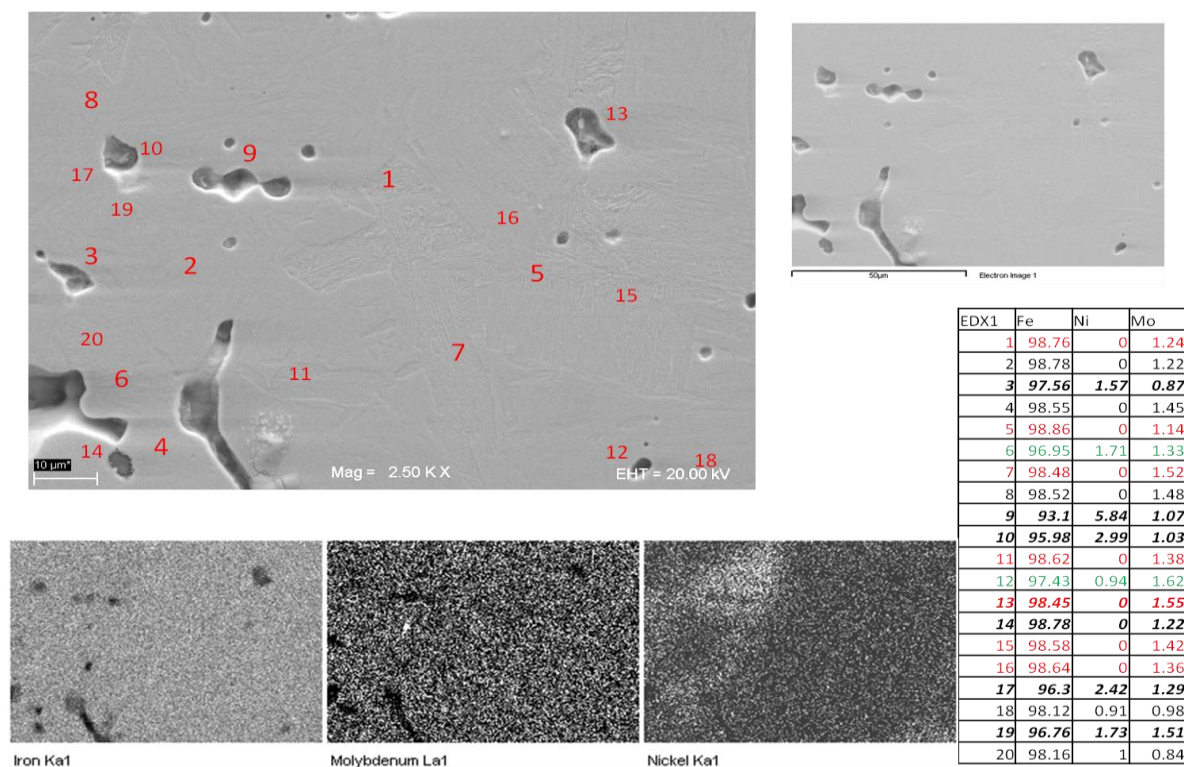 8
13
10
9
17
1
19
16
3
2
5
15
20
7
6
11
14
4
12
18
10 µm*
Mag = 2.50 K X
EHT = 20.00 kV
50µm
Electron Image 1
EDX1 Fe Ni Mo
1 98.76 0 1.24
2 98.78 0 1.22
3 97.56 1.57 0.87
4 98.55 0 1.45
5 98.86 0 1.14
6 96.95 1.71 1.33
7 98.48 0 1.52
8 98.52 0 1.48
9 93.1 5.84 1.07
10 95.98 2.99 1.03
11 98.62 0 1.38
12 97.43 0.94 1.62
13 98.45 0 1.55
14 98.78 0 1.22
15 98.58 0 1.42
16 98.64 0 1.36
17 96.3 2.42 1.29
18 98.12 0.91 0.98
19 96.76 1.73 1.51
20 98.16 1 0.84
Iron Ka1
Molybdenum La1
Nickel Ka1